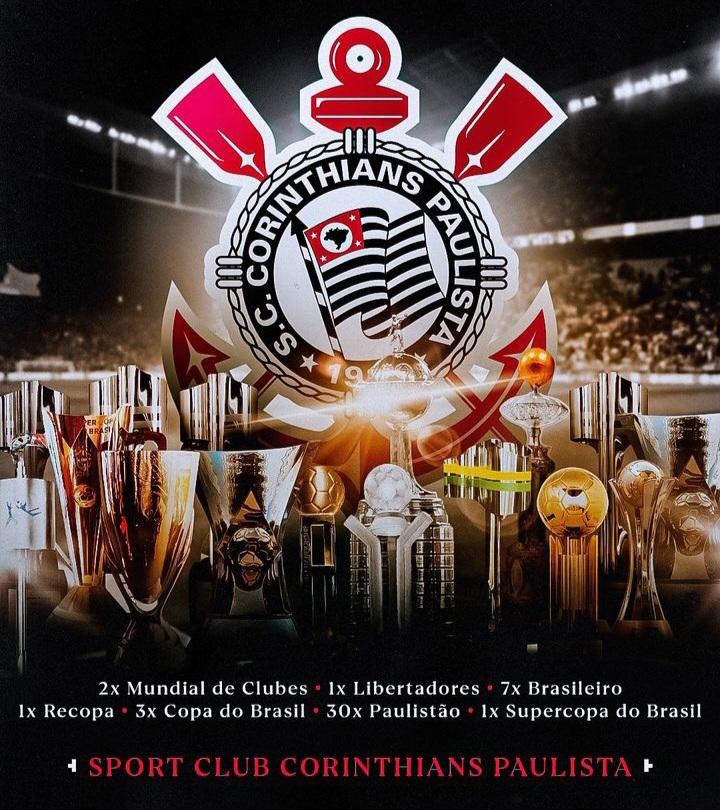 S.C. CORINTHIANS PAULISTA
2x Mundial de Clubes • 1x Libertadores • 7x Brasileiro
1x Recopa • 3x Copa do Brasil • 30x Paulistão • 1x Supercopa do Brasil
SPORT CLUB CORINTHIANS PAULISTA